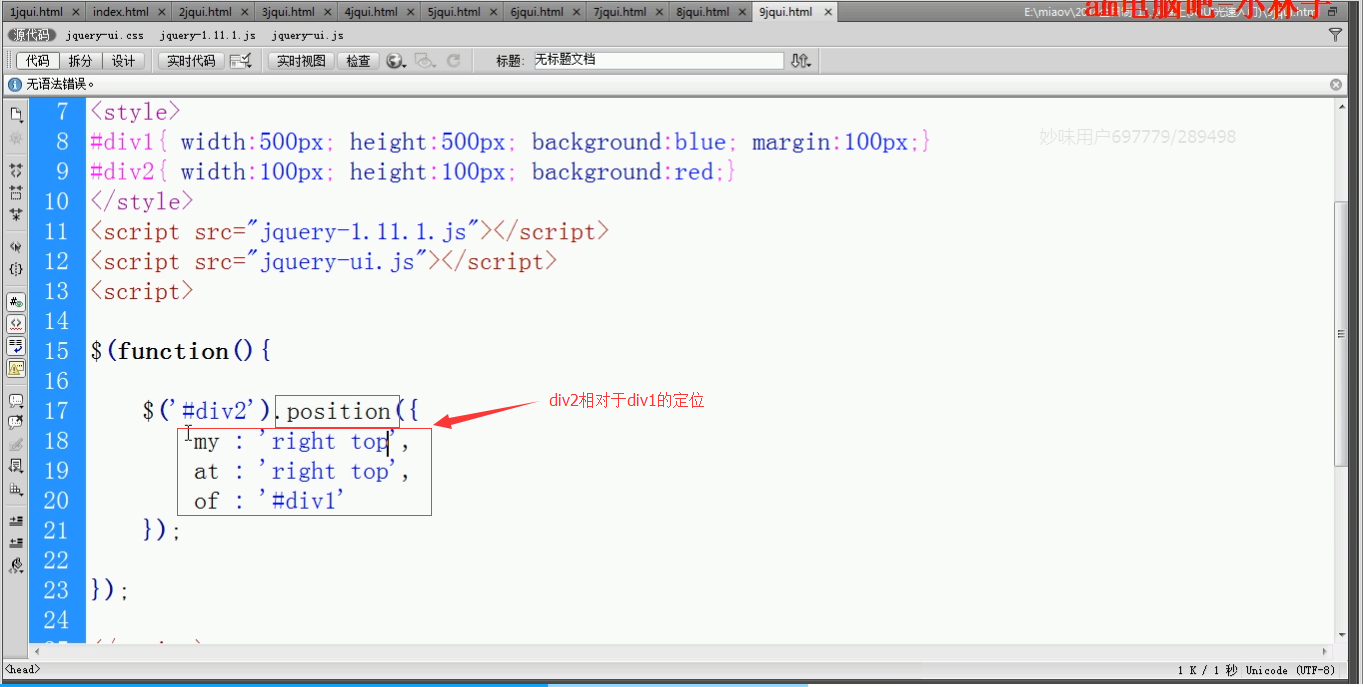 1jqui.html × index.html × 2jqui.html × 3jqui.html × 4jqui.html × 5jqui.html × 6jqui.html × 7jqui.html × 8jqui.html × 9jqui.html ×
电脑吧-小林子
源代码 jquery-ui.css jquery-1.11.1.js jquery-ui.js
代码 拆分 设计 实时代码 实时视图 检查 标题: 无标题文档
无语法错误。
妙味用户697779/289498
7 <style>
8 #div1{ width:500px; height:500px; background:blue; margin:100px;}
9 #div2{ width:100px; height:100px; background:red;}
10 </style>
11 <script src="jquery-1.11.1.js"></script>
12 <script src="jquery-ui.js"></script>
13 <script>
14
15 $(function(){
16
div2相对于div1的定位
17 $('#div2').position({
18 my : 'right top',
19 at : 'right top',
20 of : '#div1'
21 });
22
23 });
24
<head> 1 K / 1 秒 Unicode (UTF-8)